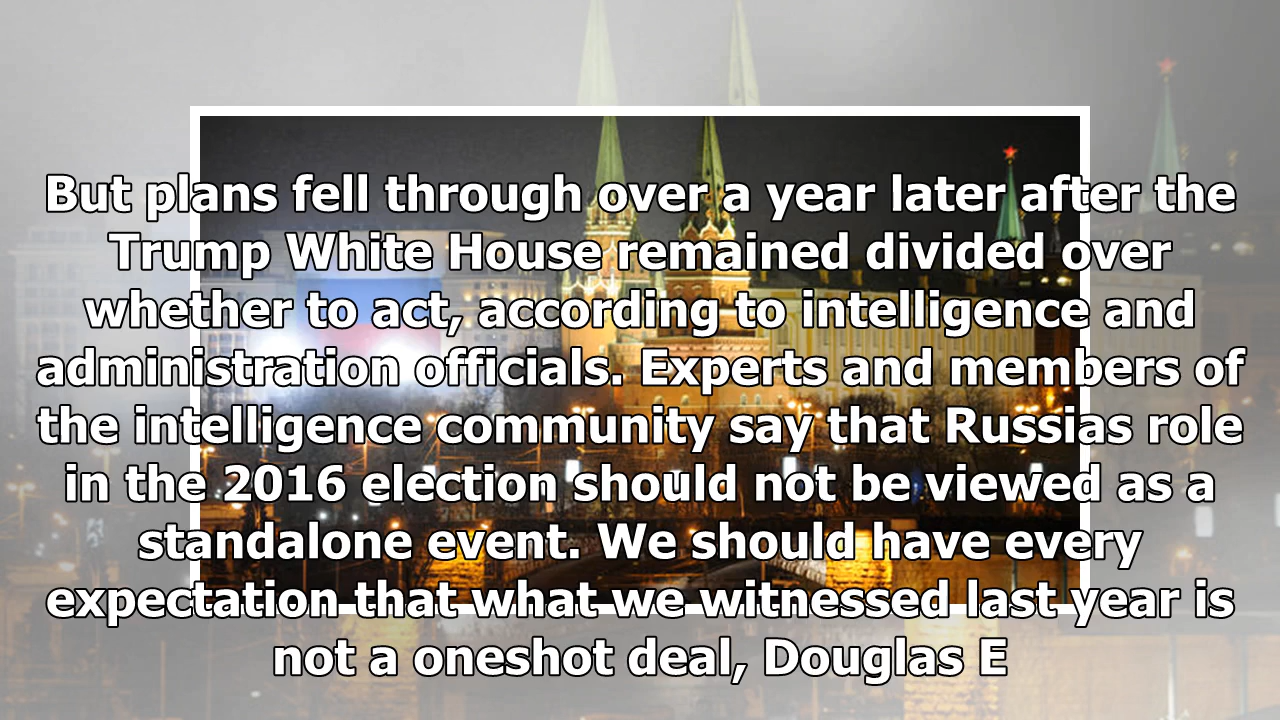 But plans fell through over a year later after the
Trump White House remained divided over
whether to act, according to intelligence and
administration officials. Experts and members of
the intelligence community say that Russias role
in the 2016 election should not be viewed as a
standalone event. We should have every
expectation that what we witnessed last year is
not a oneshot deal, Douglas E